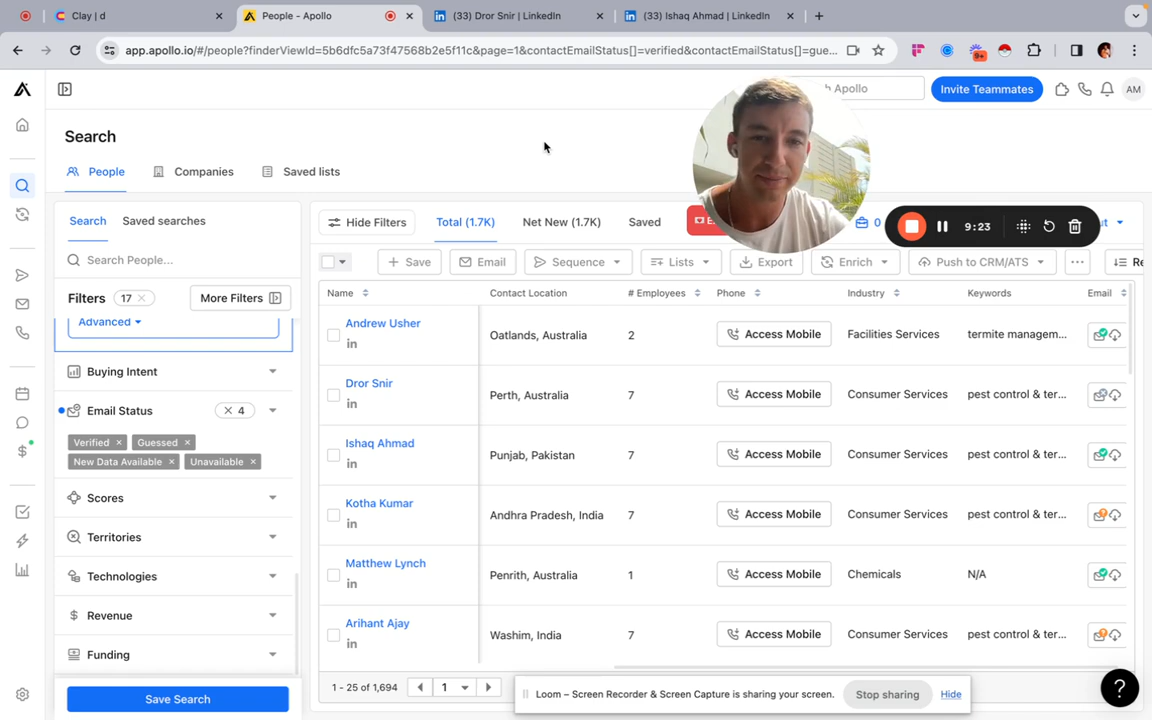 Clay | d
People - Apollo
(33) Dror Snir | LinkedIn
(33) Ishaq Ahmad | LinkedIn
app.apollo.io/#/people?finderViewId=5b6dfc5a73f47568b2e5f11c&page=1&contactEmailStatus[]=verified&contactEmailStatus[]=gue...
9+
Apollo
Invite Teammates
AM
Search
People
Companies
Saved lists
Search
Saved searches
Hide Filters
Total (1.7K)
Net New (1.7K)
Saved
0
9:23
Search People...
Save
Email
Sequence
Lists
Export
Enrich
Push to CRM/ATS
Re
Filters
17
More Filters
Name
Contact Location
# Employees
Phone
Industry
Keywords
Email
Advanced
Andrew Usher
in
Oatlands, Australia
2
Access Mobile
Facilities Services
termite managem...
Buying Intent
Dror Snir
in
Perth, Australia
7
Access Mobile
Consumer Services
pest control & ter...
Email Status
4
Verified
Guessed
New Data Available
Unavailable
Ishaq Ahmad
in
Punjab, Pakistan
7
Access Mobile
Consumer Services
pest control & ter...
Scores
Kotha Kumar
in
Andhra Pradesh, India
7
Access Mobile
Consumer Services
pest control & ter...
Territories
Technologies
Matthew Lynch
in
Penrith, Australia
1
Access Mobile
Chemicals
N/A
Revenue
Arihant Ajay
in
Washim, India
7
Access Mobile
Consumer Services
pest control & ter...
Funding
Save Search
1 - 25 of 1,694
1
Loom – Screen Recorder & Screen Capture is sharing your screen.
Stop sharing
Hide
?